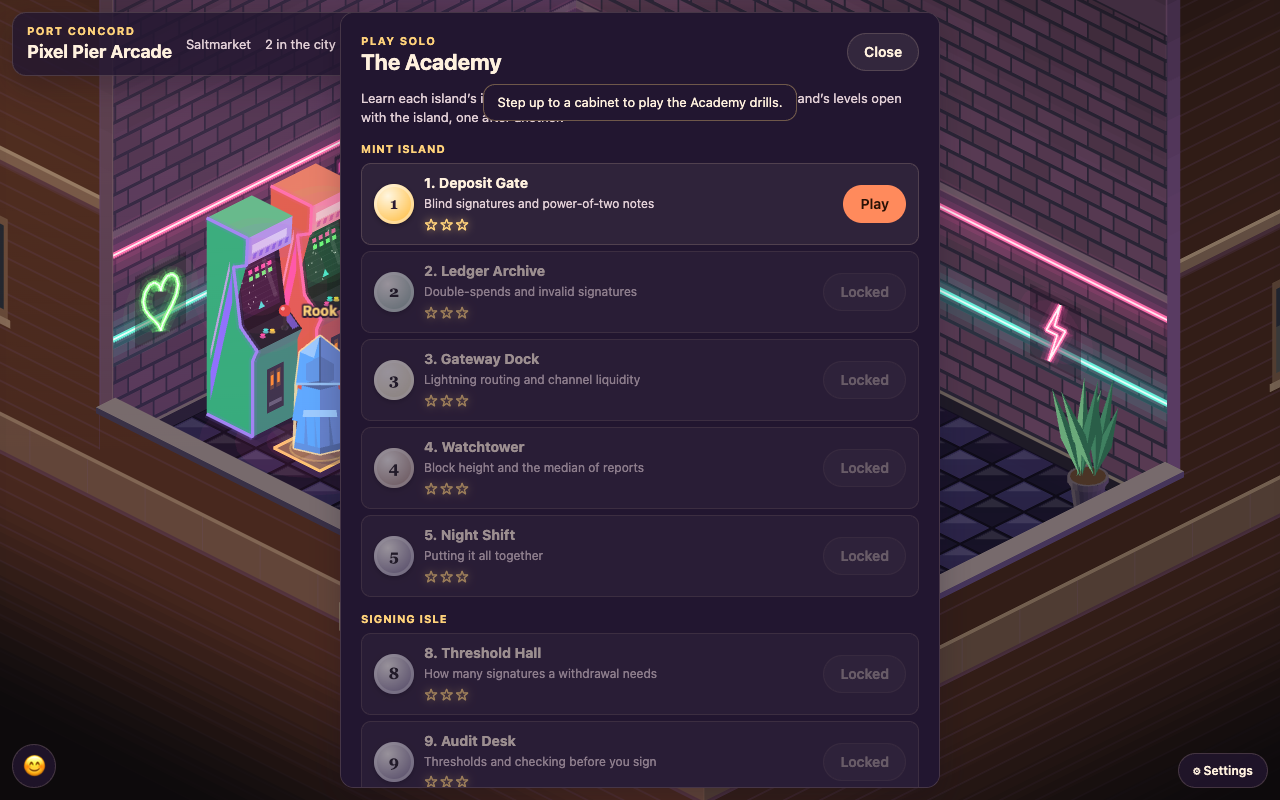 PORT CONCORD
Pixel Pier Arcade
Saltmarket
2 in the city
PLAY SOLO
The Academy
Close
Learn each island's
and's levels open
with the island, one
Step up to a cabinet to play the Academy drills.
MINT ISLAND
1
1. Deposit Gate
Blind signatures and power-of-two notes
Play
2
2. Ledger Archive
Double-spends and invalid signatures
Locked
3
3. Gateway Dock
Lightning routing and channel liquidity
Locked
4
4. Watchtower
Block height and the median of reports
Locked
5
5. Night Shift
Putting it all together
Locked
SIGNING ISLE
8
8. Threshold Hall
How many signatures a withdrawal needs
Locked
9
9. Audit Desk
Thresholds and checking before you sign
Locked
Rook
Settings